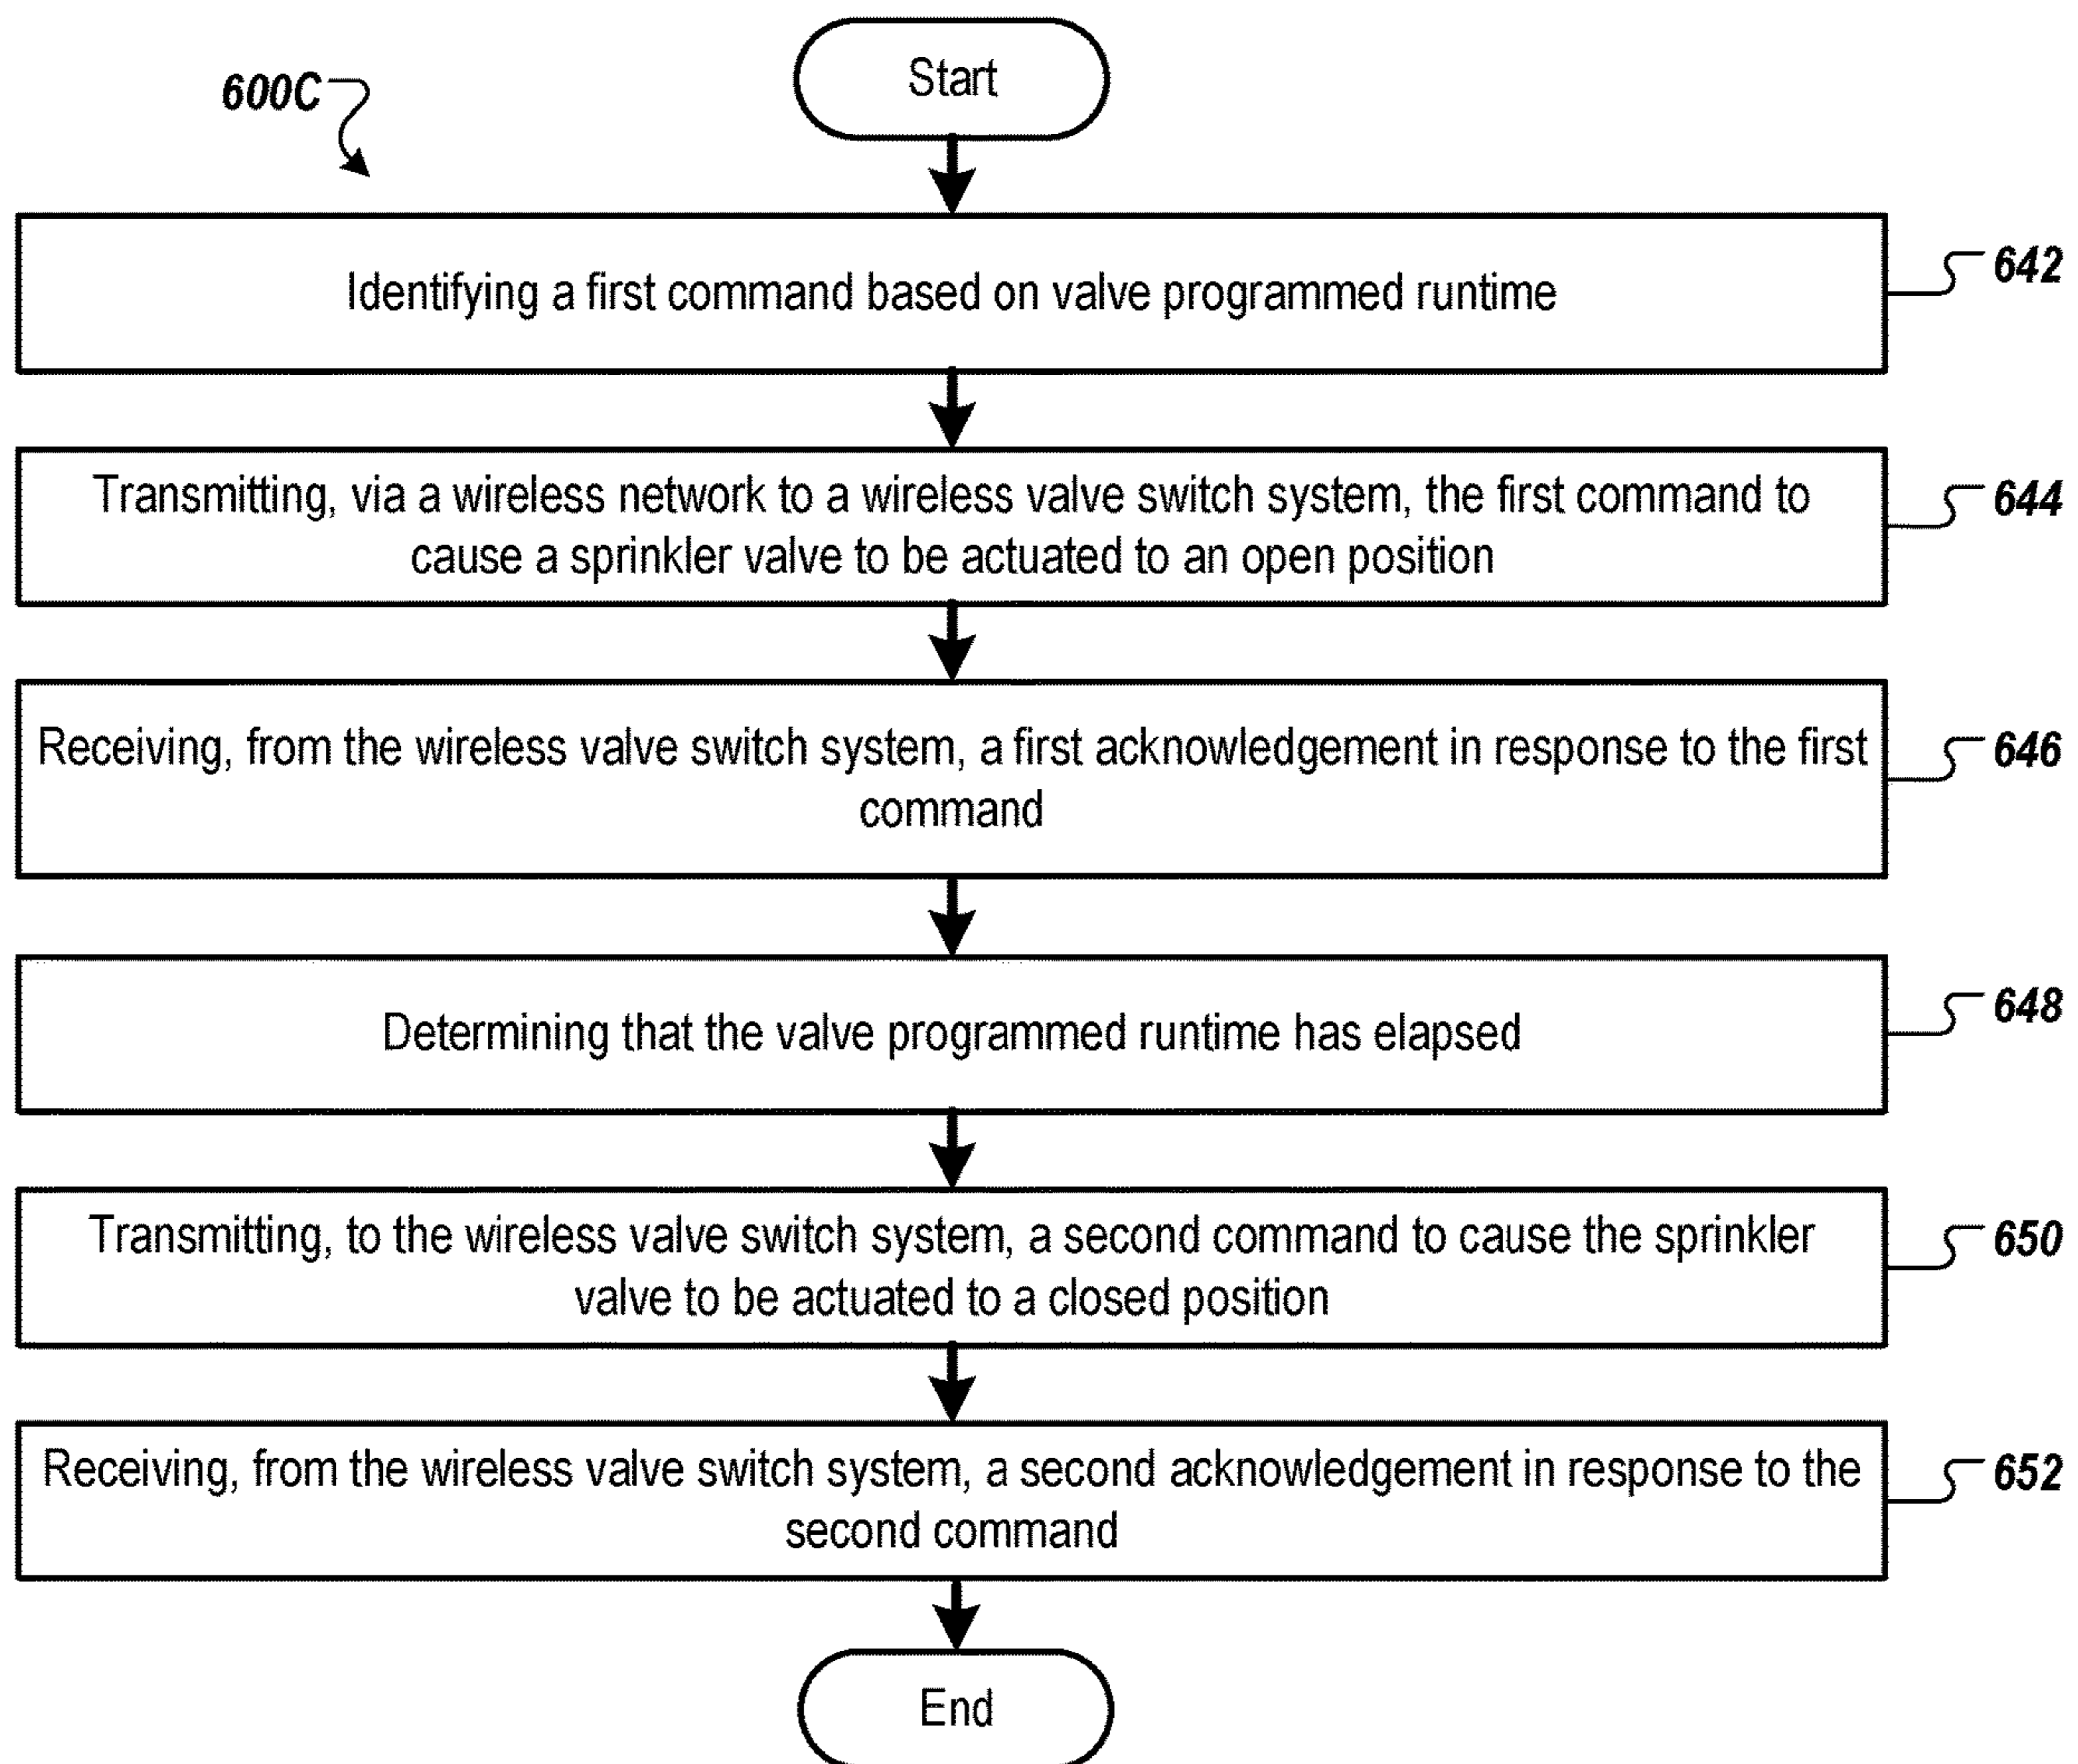 600C
Start
Identifying a first command based on valve programmed runtime
642
Transmitting, via a wireless network to a wireless valve switch system, the first command to
cause a sprinkler valve to be actuated to an open position
644
Receiving, from the wireless valve switch system, a first acknowledgement in response to the first
command
646
Determining that the valve programmed runtime has elapsed
648
Transmitting, to the wireless valve switch system, a second command to cause the sprinkler
valve to be actuated to a closed position
650
Receiving, from the wireless valve switch system, a second acknowledgement in response to the
second command
652
End